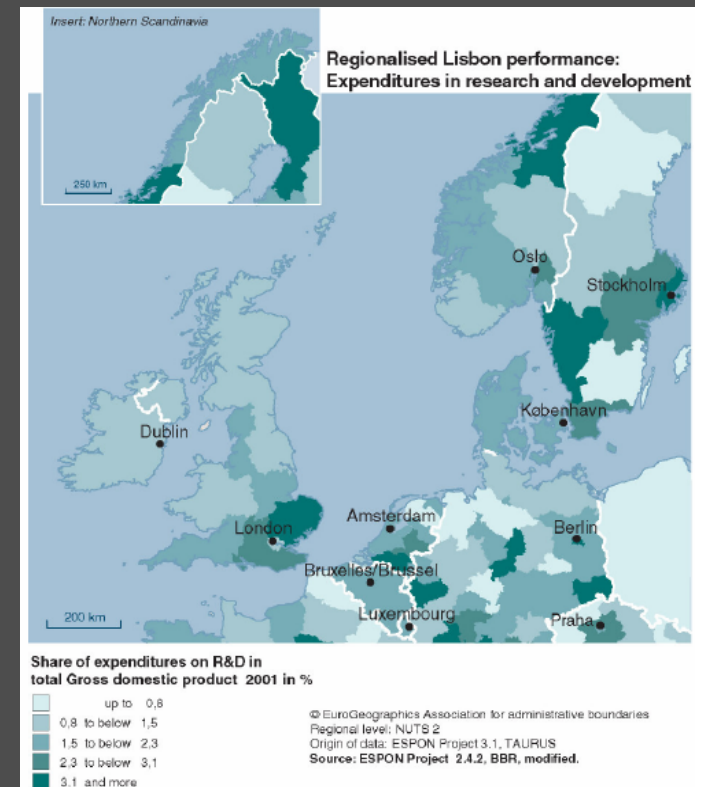 Insert: Northern Scandinavia
250 km
Regionalised Lisbon performance:
Expenditures in research and development
Oslo
Stockholm
København
Dublin
London
Amsterdam
Berlin
Bruxelles/Brussel
Luxembourg
Praha
200 km
Share of expenditures on R&D in
total Gross domestic product 2001 in %
up to 0,8
0,8 to below 1,5
1.5 to below 2,3
2.3 to below 3,1
3.1 and more
© EuroGeographics Association for administrative boundaries
Regional level: NUTS 2
Origin of data: ESPON Project 3.1, TAURUS
Source: ESPON Project 2.4.2, BBR, modified.